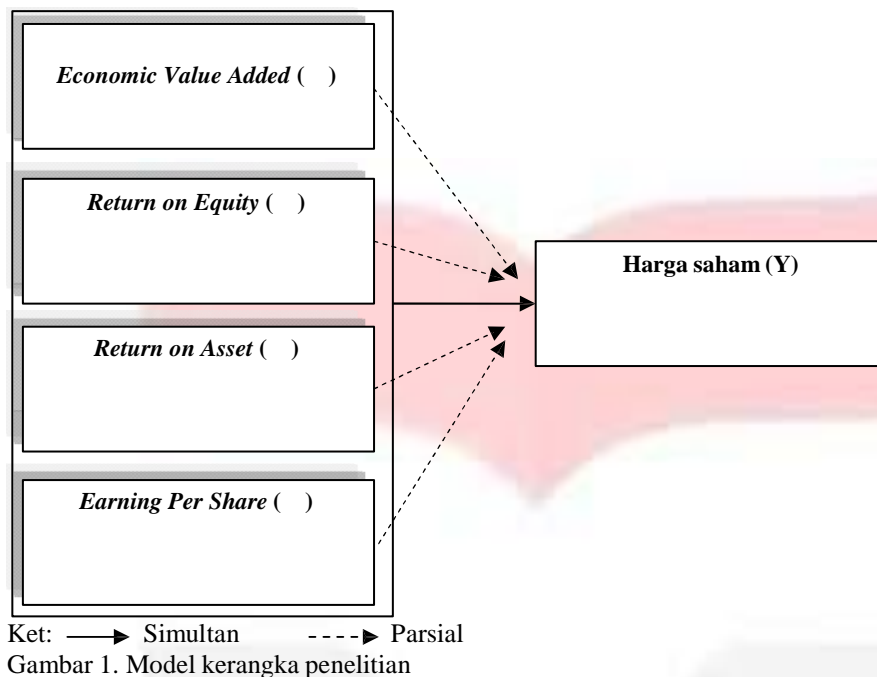 Economic Value Added ( )
Return on Equity ( )
Harga saham (Y)
Return on Asset ( )
Earning Per Share ( )
Ket: Simultan Parsial
Gambar 1. Model kerangka penelitian